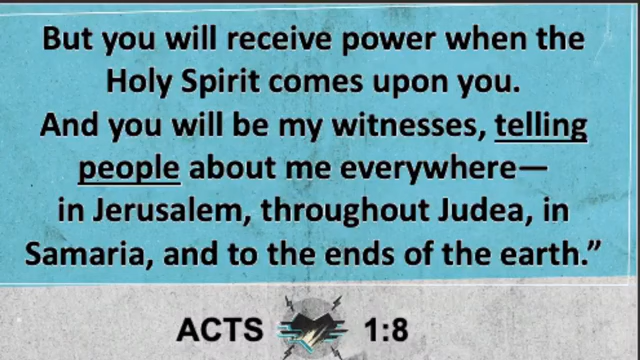 But you will receive power when the
Holy Spirit comes upon you.
And you will be my witnesses, telling
people about me everywhere—
in Jerusalem, throughout Judea, in
Samaria, and to the ends of the earth.”
ACTS 1:8